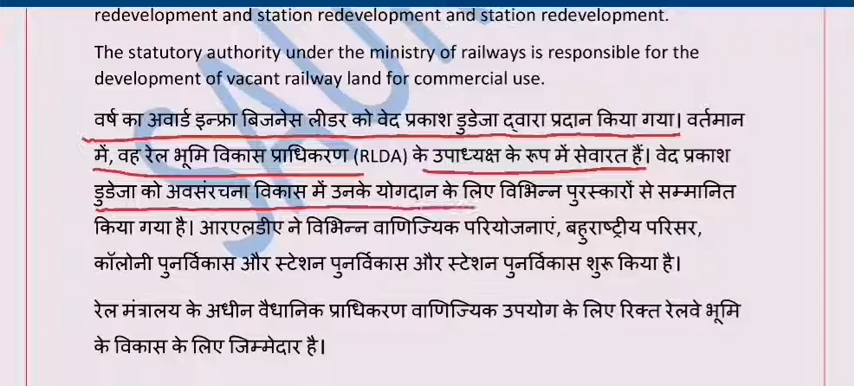 redevelopment and station redevelopment and station redevelopment.
The statutory authority under the ministry of railways is responsible for the
development of vacant railway land for commercial use.
वर्ष का अवार्ड इन्फ्रा बिजनेस लीडर को वेद प्रकाश डुडेजा द्वारा प्रदान किया गया। वर्तमान
में, वह रेल भूमि विकास प्राधिकरण (RLDA) के उपाध्यक्ष के रूप में सेवारत हैं। वेद प्रकाश
डुडेजा को अवसंरचना विकास में उनके योगदान के लिए विभिन्न पुरस्कारों से सम्मानित
किया गया है। आरएलडीए ने विभिन्न वाणिज्यिक परियोजनाएं, बहुराष्ट्रीय परिसर,
कॉलोनी पुनर्विकास और स्टेशन पुनर्विकास और स्टेशन पुनर्विकास शुरू किया है।
रेल मंत्रालय के अधीन वैधानिक प्राधिकरण वाणिज्यिक उपयोग के लिए रिक्त रेलवे भूमि
के विकास के लिए जिम्मेदार है।